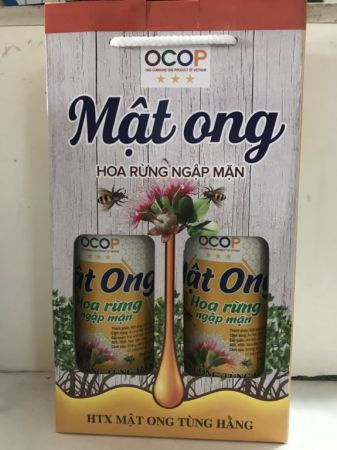 OCOP
ONE COMMUNE ONE PRODUCT OF VIETNAM
Mật ong
HOA RỪNG NGẬP MẶN
OCOP
OCOP
ật Ong
Hoa rừng
ngập mặn
ật Ong
Hoa rừng
ngập mặn
HTX MẬT ONG TÙNG HẰNG